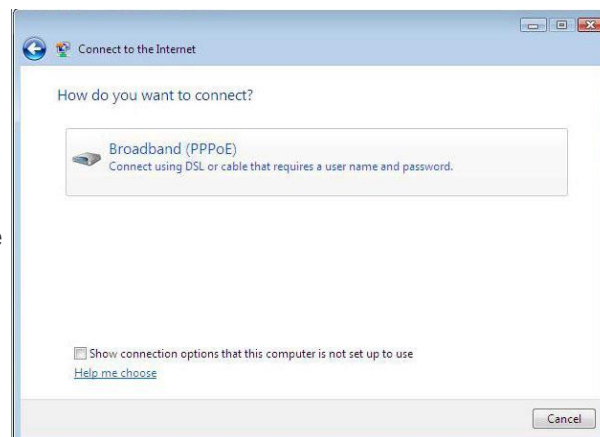 Connect to the Internet
How do you want to connect?
Broadband (PPPoE)
Connect using DSL or cable that requires a user name and password.
e
Show connection options that this computer is not set up to use
Help me choose
Cancel